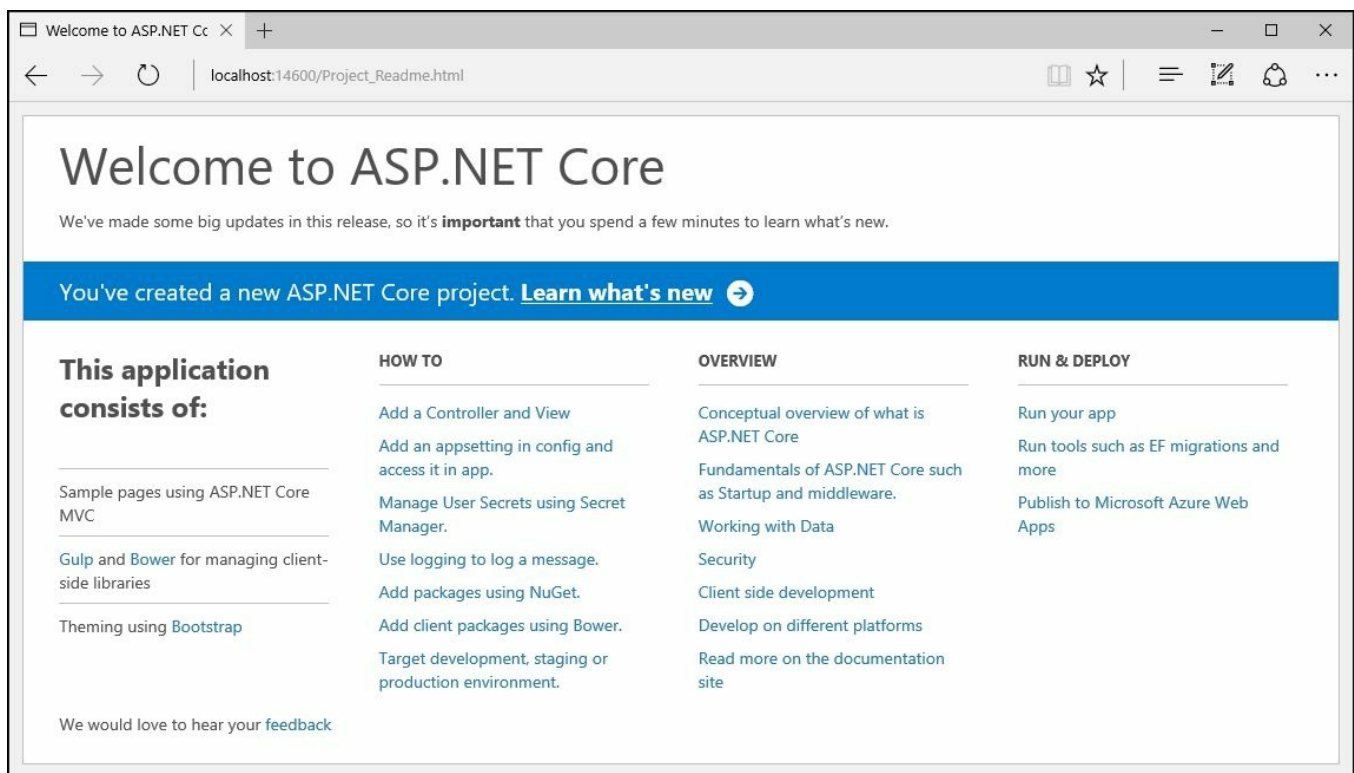 Welcome to ASP.NET Cc
localhost:14600/Project_Readme.html
Welcome to ASP.NET Core
We've made some big updates in this release, so it's important that you spend a few minutes to learn what's new.
You've created a new ASP.NET Core project. Learn what's new
This application
consists of:
Sample pages using ASP.NET Core
MVC
Gulp and Bower for managing client-
side libraries
Theming using Bootstrap
We would love to hear your feedback
HOW TO
Add a Controller and View
Add an appsetting in config and
access it in app.
Manage User Secrets using Secret
Manager.
Use logging to log a message.
Add packages using NuGet.
Add client packages using Bower.
Target development, staging or
production environment.
OVERVIEW
Conceptual overview of what is
ASP.NET Core
Fundamentals of ASP.NET Core such
as Startup and middleware.
Working with Data
Security
Client side development
Develop on different platforms
Read more on the documentation
site
RUN & DEPLOY
Run your app
Run tools such as EF migrations and
more
Publish to Microsoft Azure Web
Apps